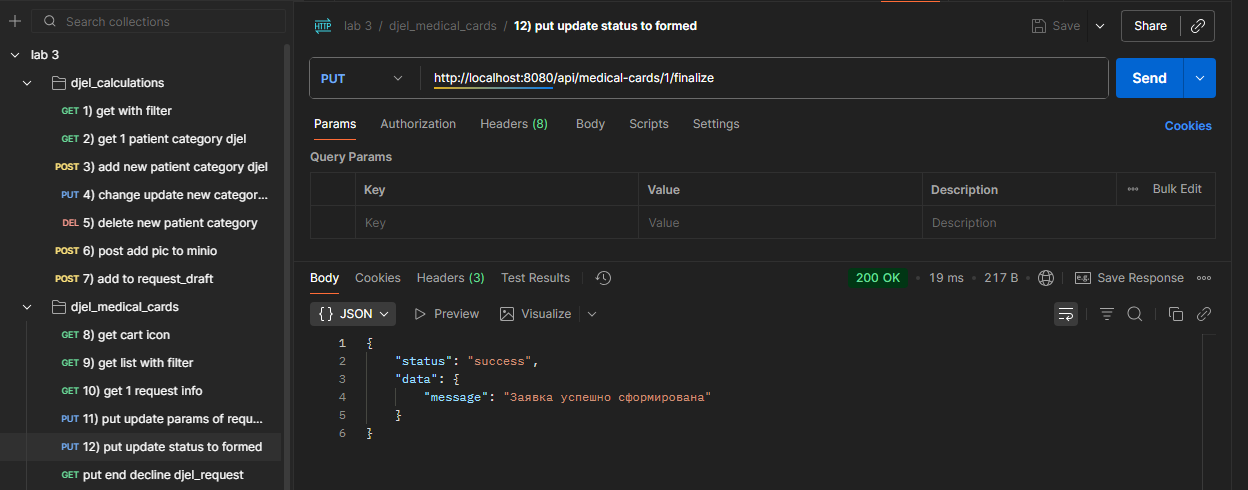 Search collections
lab 3
djel_calculations
GET 1) get with filter
GET 2) get 1 patient category djel
POST 3) add new patient category djel
PUT 4) change update new categor...
DEL 5) delete new patient category
POST 6) post add pic to minio
POST 7) add to request_draft
djel_medical_cards
GET 8) get cart icon
GET 9) get list with filter
GET 10) get 1 request info
PUT 11) put update params of requ...
PUT 12) put update status to formed
GET put end decline djel_request
HTTP lab 3 / djel_medical_cards / 12) put update status to formed
Save
Share
PUT http://localhost:8080/api/medical-cards/1/finalize
Send
Params Authorization Headers (8) Body Scripts Settings
Cookies
Query Params
Key Value Description ••• Bulk Edit
Key Value Description
Body Cookies Headers (3) Test Results
200 OK • 19 ms • 217 B • e.g. Save Response •••
{} JSON Preview Visualize
1 {
2 "status": "success",
3 "data": {
4 "message": "Заявка успешно сформирована"
5 }
6 }